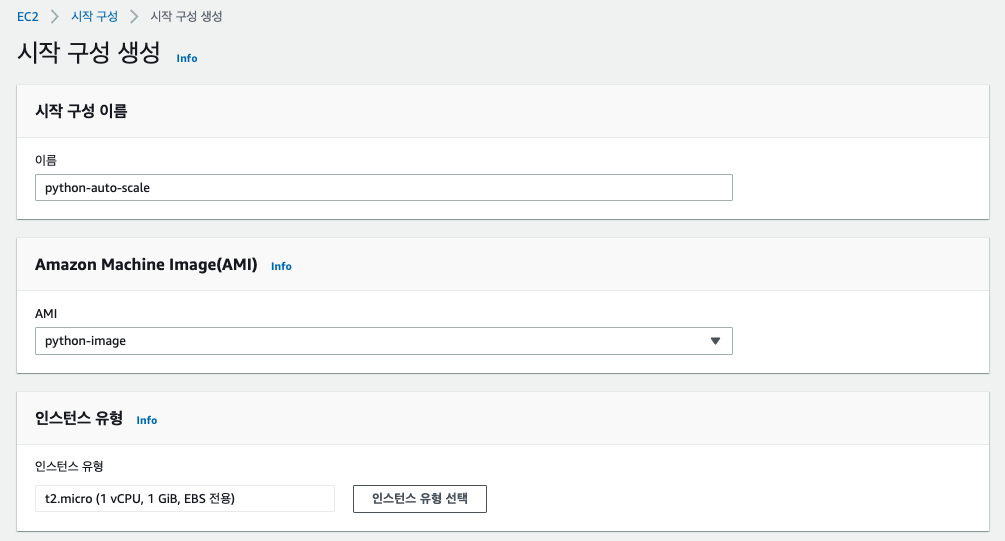 EC2 > 시작 구성 > 시작 구성 생성
시작 구성 생성 Info
시작 구성 이름
이름
python-auto-scale
Amazon Machine Image(AMI) Info
AMI
python-image
인스턴스 유형 Info
인스턴스 유형
t2.micro (1 vCPU, 1 GiB, EBS 전용) 인스턴스 유형 선택